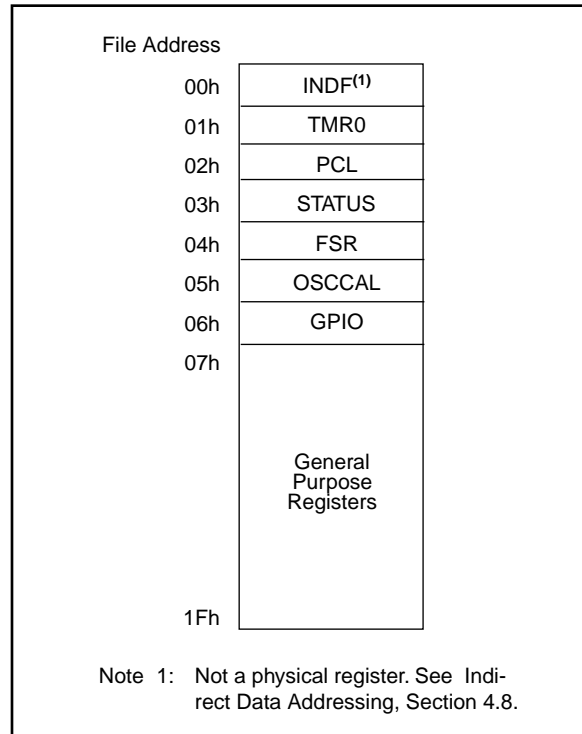 File Address
00h INDF(1)
01h TMR0
02h PCL
03h STATUS
04h FSR
05h OSCCAL
06h GPIO
07h
General
Purpose
Registers
1Fh
Note 1: Not a physical register. See Indi-
rect Data Addressing, Section 4.8.